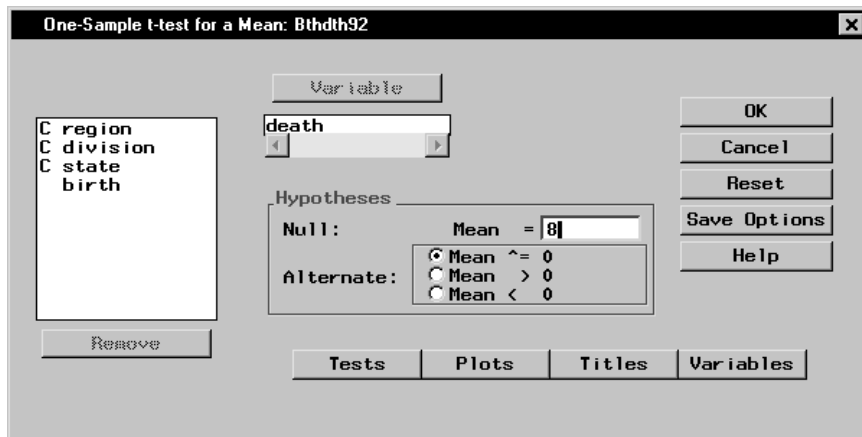 One-Sample t-test for a Mean: Bthdth92
Variable
C region
C division
C state
birth
death
Hypotheses
Null: Mean = 8
Alternate:
Mean ^= 0
Mean > 0
Mean < 0
OK
Cancel
Reset
Save Options
Help
Remove
Tests
Plots
Titles
Variables